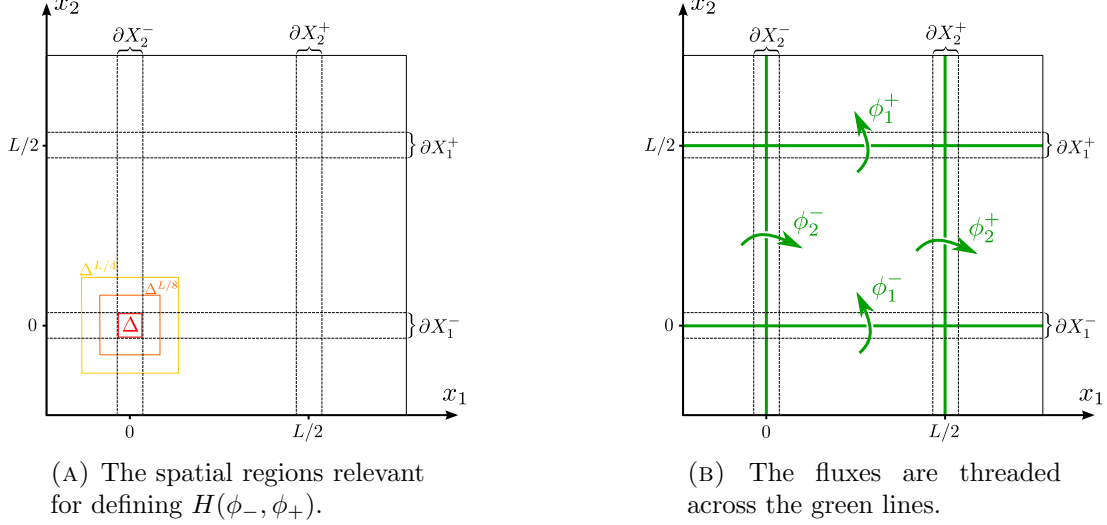 x₂
∂X₂⁻
∂X₂⁺
L/2
∂X₁⁺
Δ^{L/4}
Δ^{L/8}
Δ
0
∂X₁⁻
x₁
0
L/2
(A) The spatial regions relevant
for defining H(ϕ₋, ϕ₊).
x₂
∂X₂⁻
∂X₂⁺
ϕ₁⁺
L/2
∂X₁⁺
ϕ₂⁻
ϕ₂⁺
ϕ₁⁻
0
∂X₁⁻
x₁
0
L/2
(B) The fluxes are threaded
across the green lines.